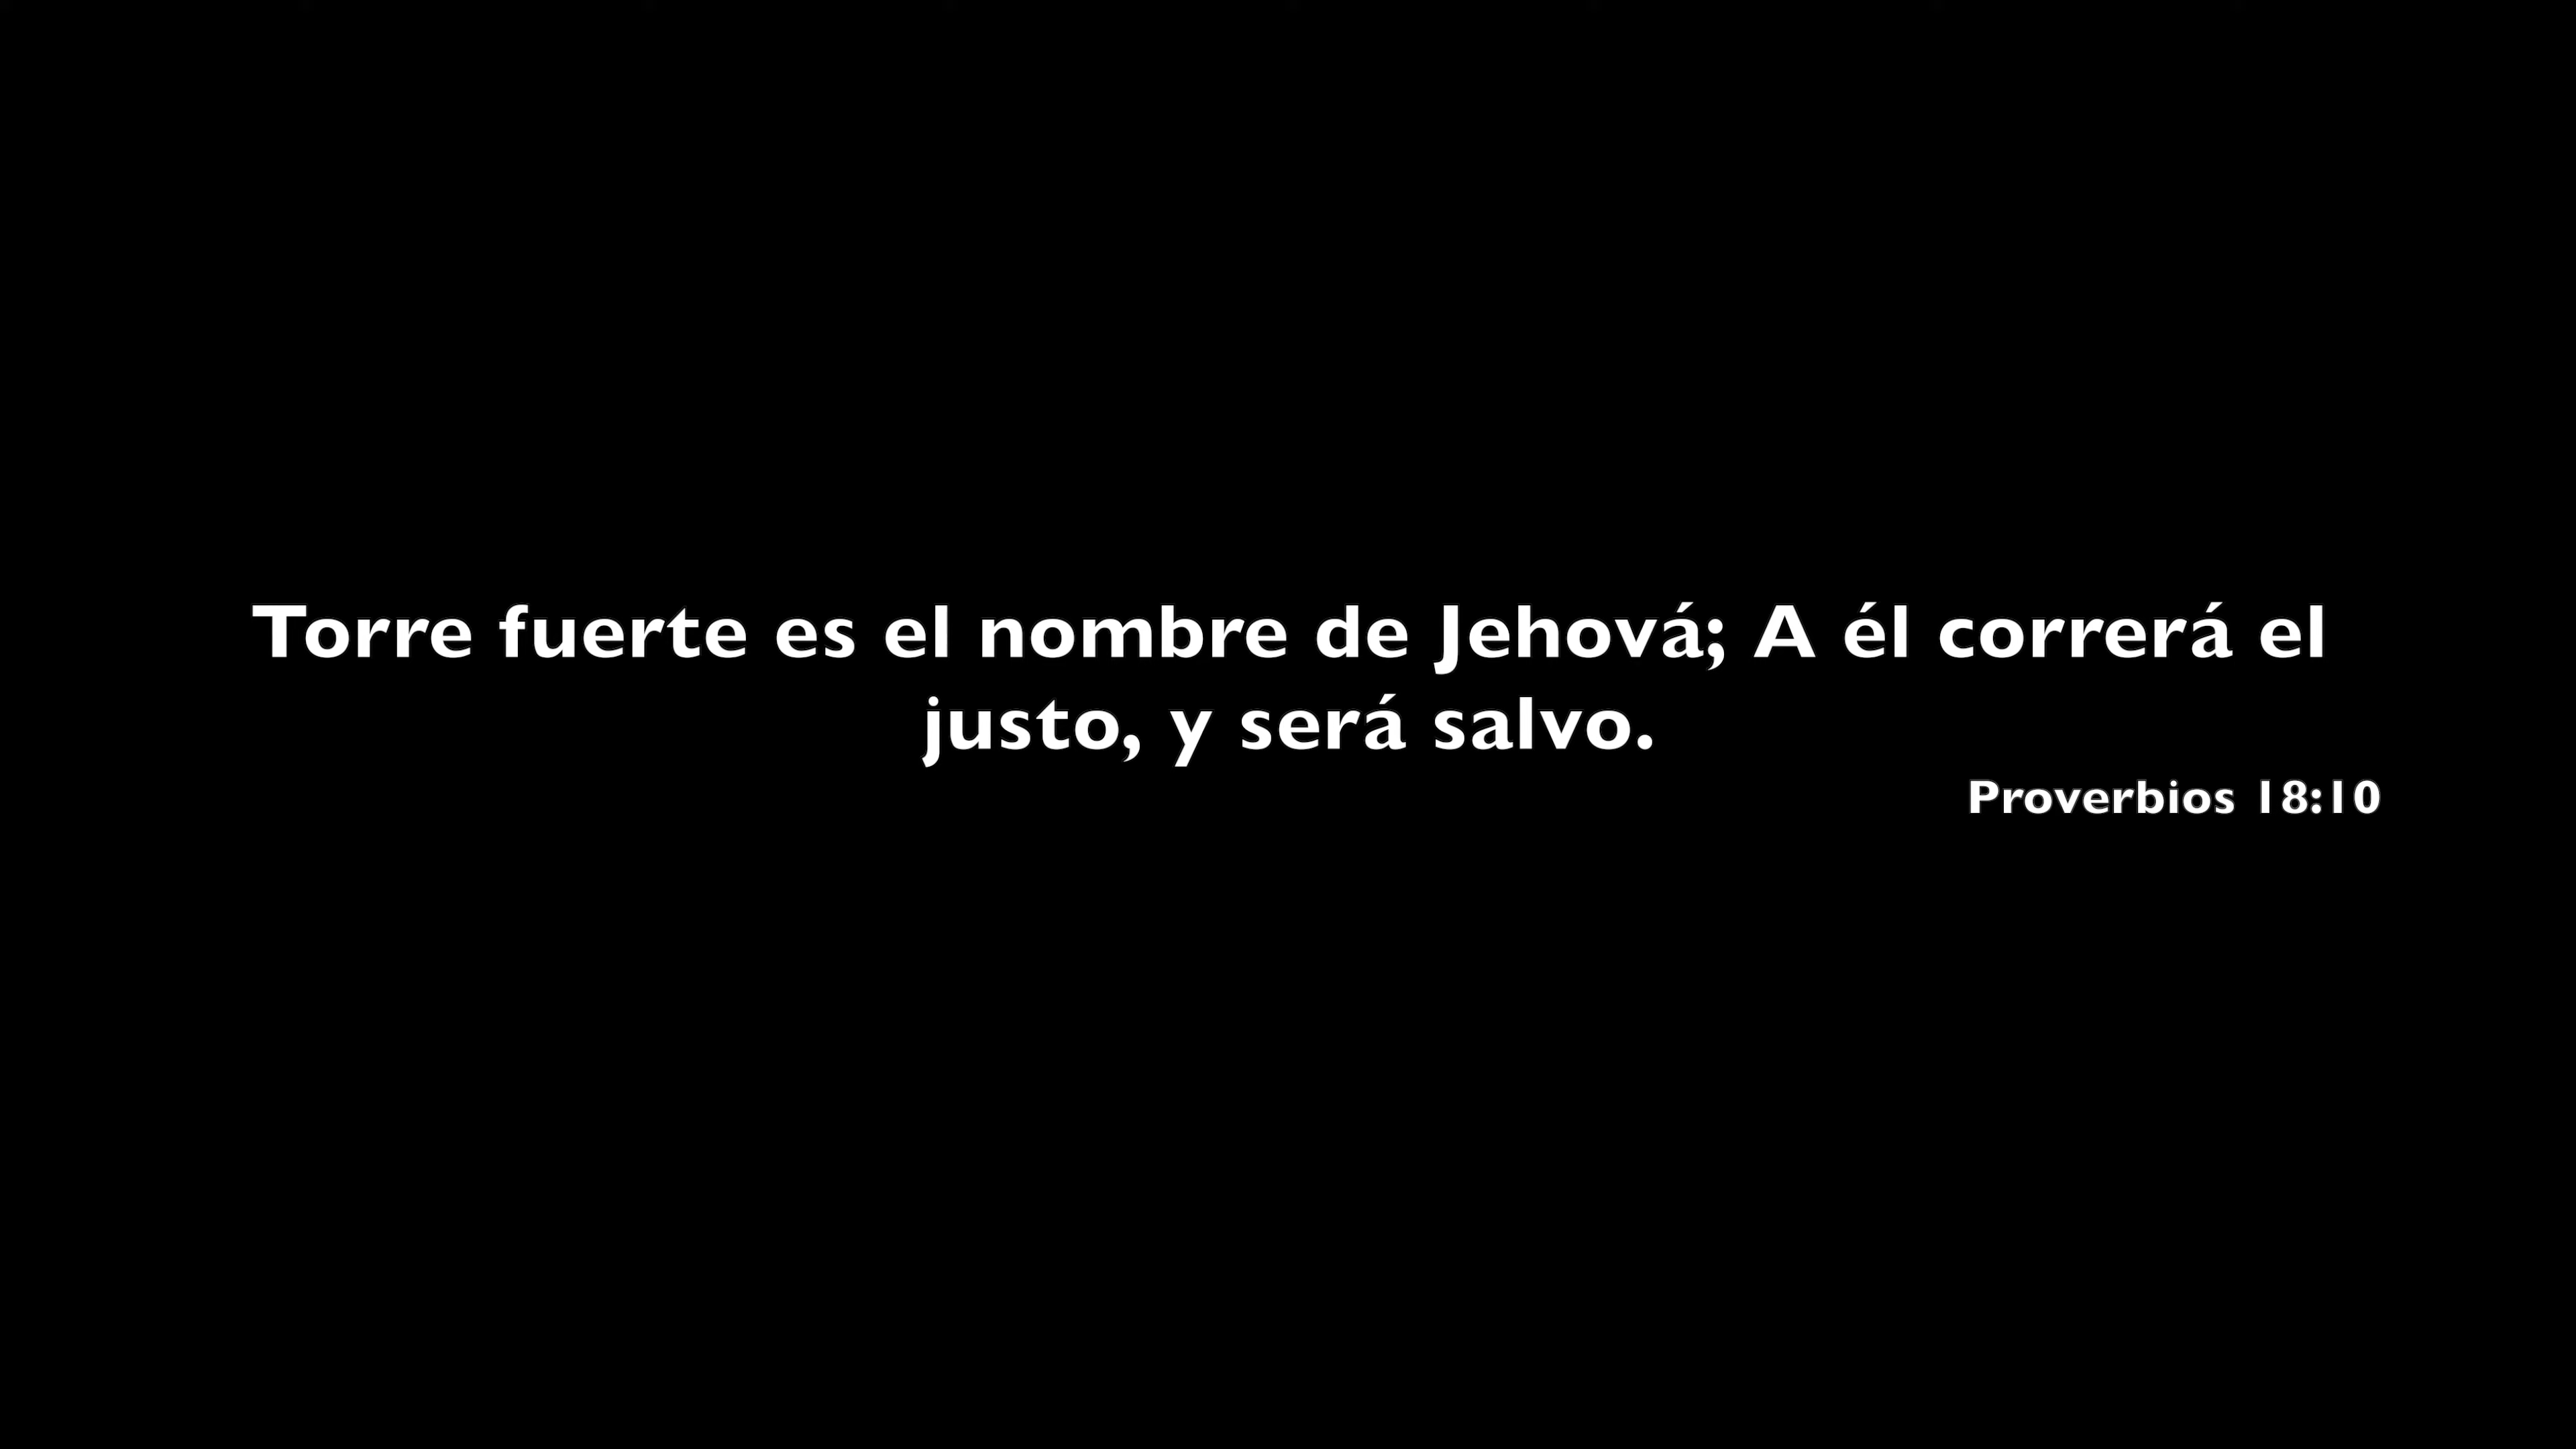 Torre fuerte es el nombre de Jehová; A él correrá el
justo, y será salvo.
Proverbios 18:10